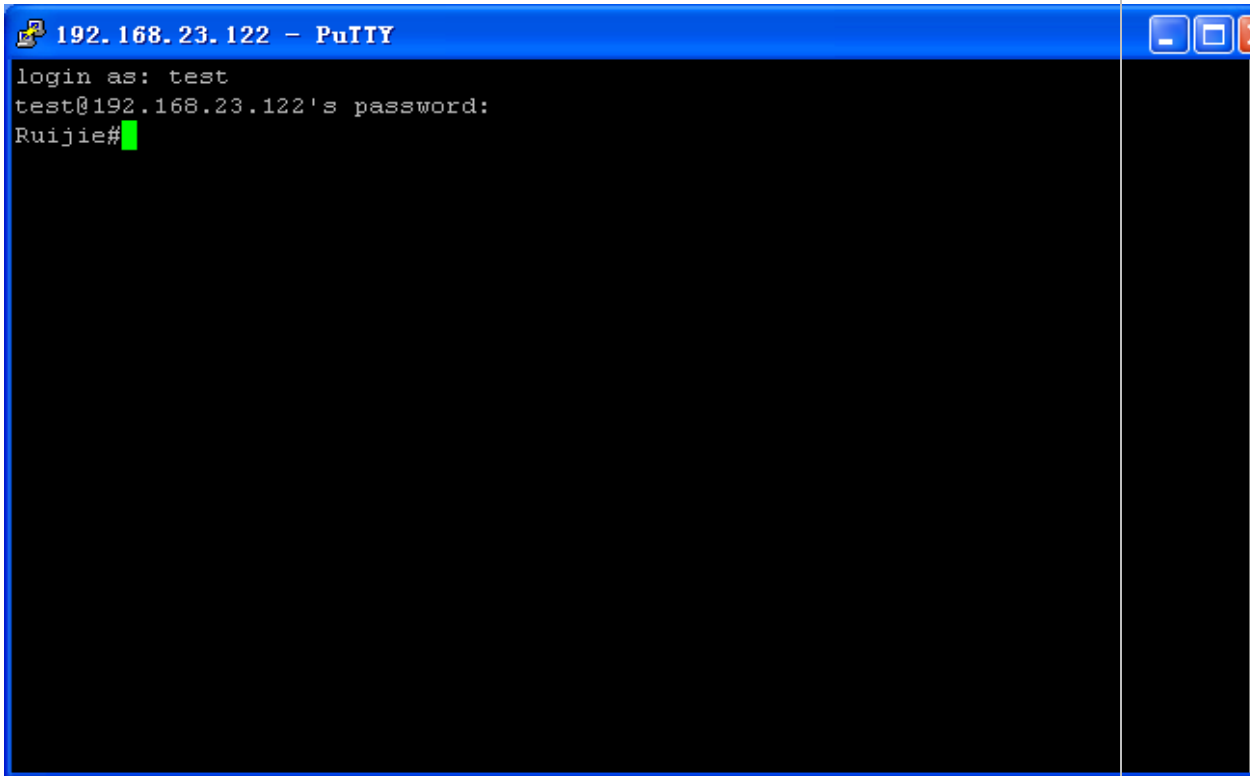 192.168.23.122 - PuTTY
login as: test
test@192.168.23.122's password:
Ruijie#